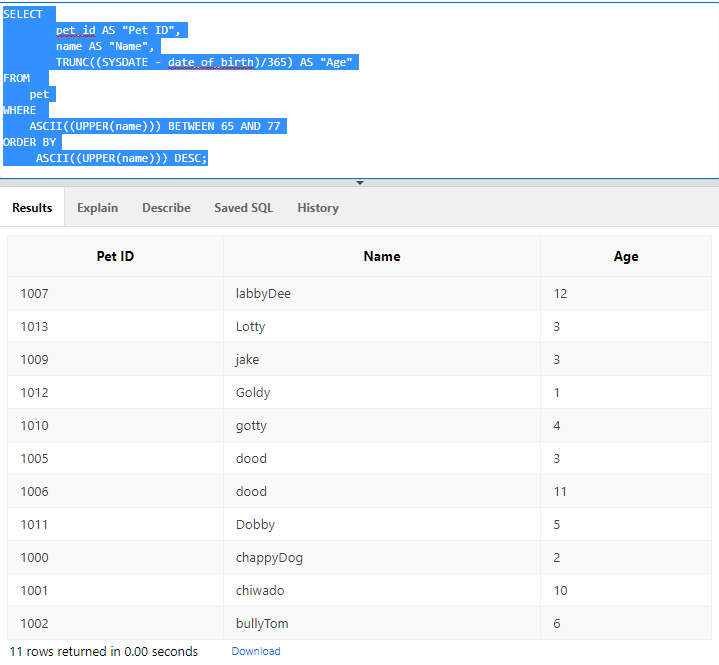 SELECT
pet_id AS "Pet ID",
name AS "Name",
TRUNC((SYSDATE - date_of_birth)/365) AS "Age"
FROM
pet
WHERE
ASCII((UPPER(name))) BETWEEN 65 AND 77
ORDER BY
ASCII((UPPER(name))) DESC;
Results Explain Describe Saved SQL History
Pet ID Name Age
1007 labbyDee 12
1013 Lotty 3
1009 jake 3
1012 Goldy 1
1010 gotty 4
1005 dood 3
1006 dood 11
1011 Dobby 5
1000 chappyDog 2
1001 chiwado 10
1002 bullyTom 6
11 rows returned in 0.00 seconds Download